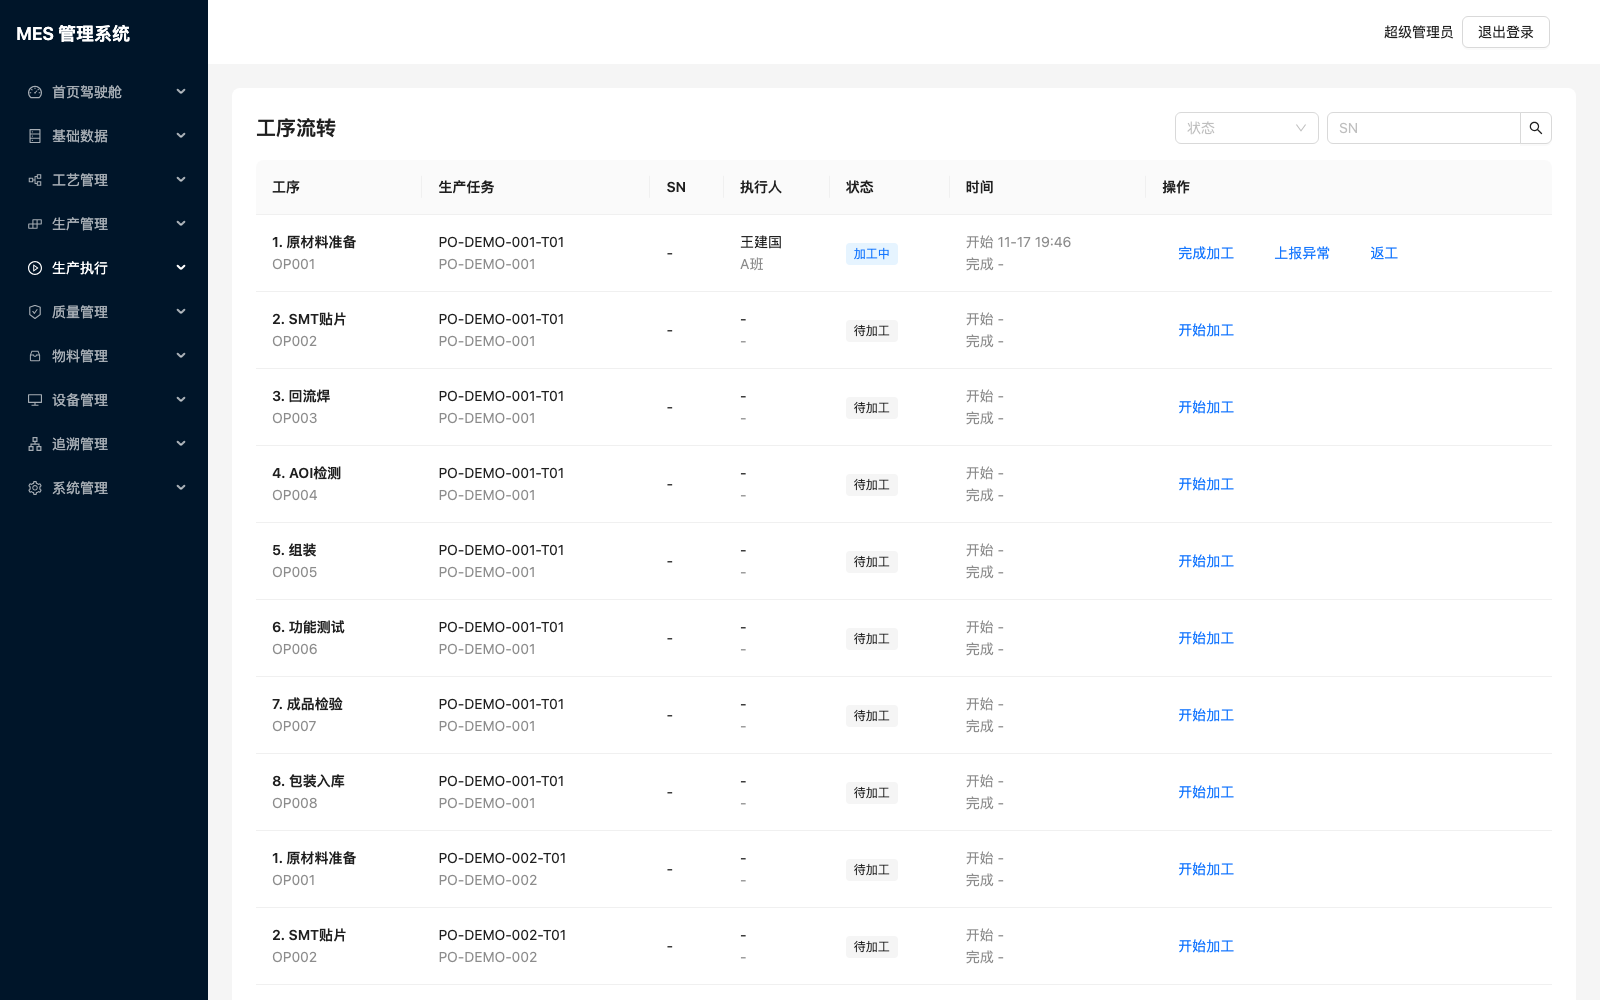 MES 管理系统
首页驾驶舱
基础数据
工艺管理
生产管理
生产执行
质量管理
物料管理
设备管理
追溯管理
系统管理
超级管理员 退出登录
工序流转 状态 SN
工序 生产任务 SN 执行人 状态 时间 操作
1. 原材料准备 PO-DEMO-001-T01 王建国 开始 11-17 19:46
- 加工中 完成加工 上报异常 返工
OP001 PO-DEMO-001 A班 完成 -
2. SMT贴片 PO-DEMO-001-T01 - 开始 -
- 待加工 开始加工
OP002 PO-DEMO-001 - 完成 -
3. 回流焊 PO-DEMO-001-T01 - 开始 -
- 待加工 开始加工
OP003 PO-DEMO-001 - 完成 -
4. AOI检测 PO-DEMO-001-T01 - 开始 -
- 待加工 开始加工
OP004 PO-DEMO-001 - 完成 -
5. 组装 PO-DEMO-001-T01 - 开始 -
- 待加工 开始加工
OP005 PO-DEMO-001 - 完成 -
6. 功能测试 PO-DEMO-001-T01 - 开始 -
- 待加工 开始加工
OP006 PO-DEMO-001 - 完成 -
7. 成品检验 PO-DEMO-001-T01 - 开始 -
- 待加工 开始加工
OP007 PO-DEMO-001 - 完成 -
8. 包装入库 PO-DEMO-001-T01 - 开始 -
- 待加工 开始加工
OP008 PO-DEMO-001 - 完成 -
1. 原材料准备 PO-DEMO-002-T01 - 开始 -
- 待加工 开始加工
OP001 PO-DEMO-002 - 完成 -
2. SMT贴片 PO-DEMO-002-T01 - 开始 -
- 待加工 开始加工
OP002 PO-DEMO-002 - 完成 -